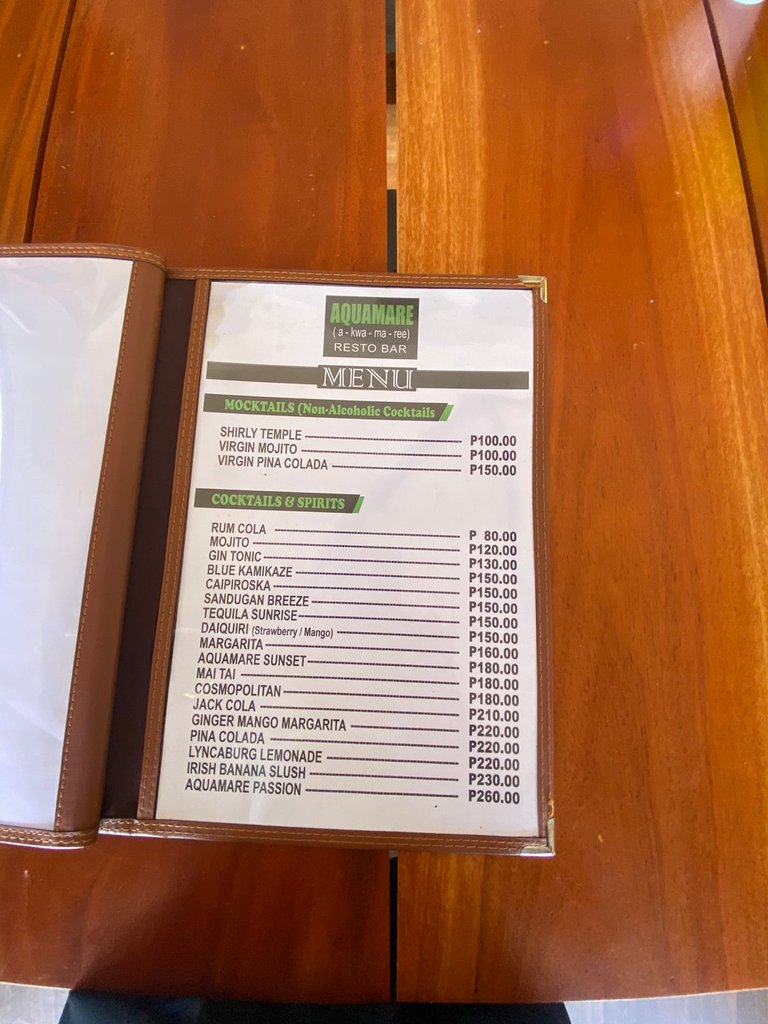 AQUAMARE
( a - kwa - ma - ree)
RESTO BAR
MENU
MOCKTAILS (Non-Alcoholic Cocktails
SHIRLY TEMPLE P100.00
VIRGIN MOJITO P100.00
VIRGIN PINA COLADA P150.00
COCKTAILS & SPIRITS
RUM COLA P 80.00
MOJITO P120.00
GIN TONIC P130.00
BLUE KAMIKAZE P150.00
CAIPIROSKA P150.00
SANDUGAN BREEZE P150.00
TEQUILA SUNRISE P150.00
DAIQUIRI (Strawberry / Mango) P150.00
MARGARITA P160.00
AQUAMARE SUNSET P180.00
MAI TAI P180.00
COSMOPOLITAN P180.00
JACK COLA P210.00
GINGER MANGO MARGARITA P220.00
PINA COLADA P220.00
LYNCABURG LEMONADE P220.00
IRISH BANANA SLUSH P230.00
AQUAMARE PASSION P260.00